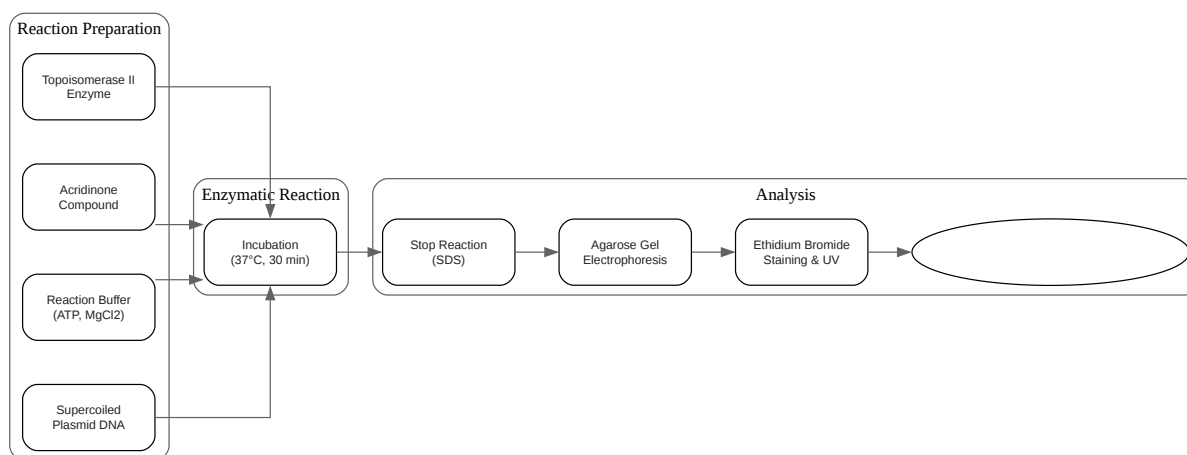 Reaction Preparation
Topoisomerase II
Enzyme
Acridinone
Compound
Reaction Buffer
(ATP, MgCl2)
Supercoiled
Plasmid DNA
Enzymatic Reaction
Incubation
(37°C, 30 min)
Analysis
Stop Reaction
(SDS)
Agarose Gel
Electrophoresis
Ethidium Bromide
Staining & UV